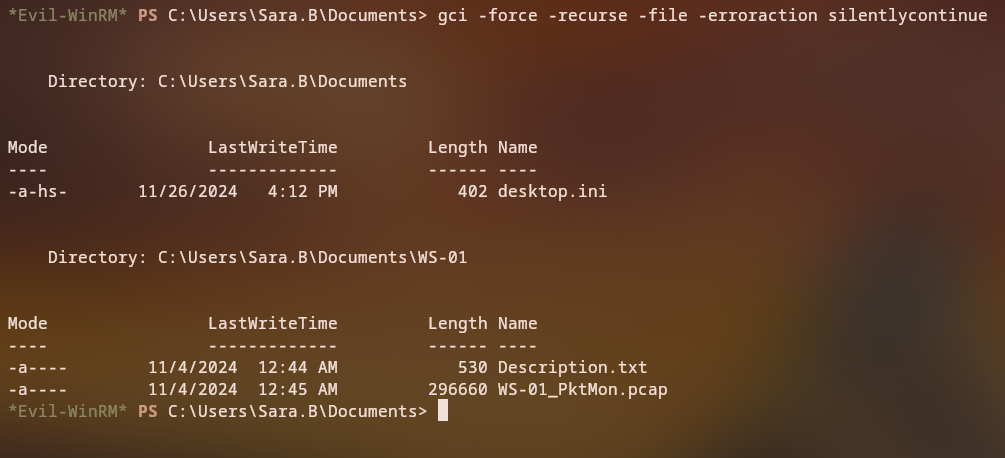 *Evil-WinRM* PS C:\Users\Sara.B\Documents> gci -force -recurse -file -erroraction silentlycontinue
Directory: C:\Users\Sara.B\Documents
Mode LastWriteTime Length Name
---- ------------- ------ ----
-a-hs- 11/26/2024 4:12 PM 402 desktop.ini
Directory: C:\Users\Sara.B\Documents\WS-01
Mode LastWriteTime Length Name
---- ------------- ------ ----
-a---- 11/4/2024 12:44 AM 530 Description.txt
-a---- 11/4/2024 12:45 AM 296660 WS-01_PktMon.pcap
*Evil-WinRM* PS C:\Users\Sara.B\Documents>